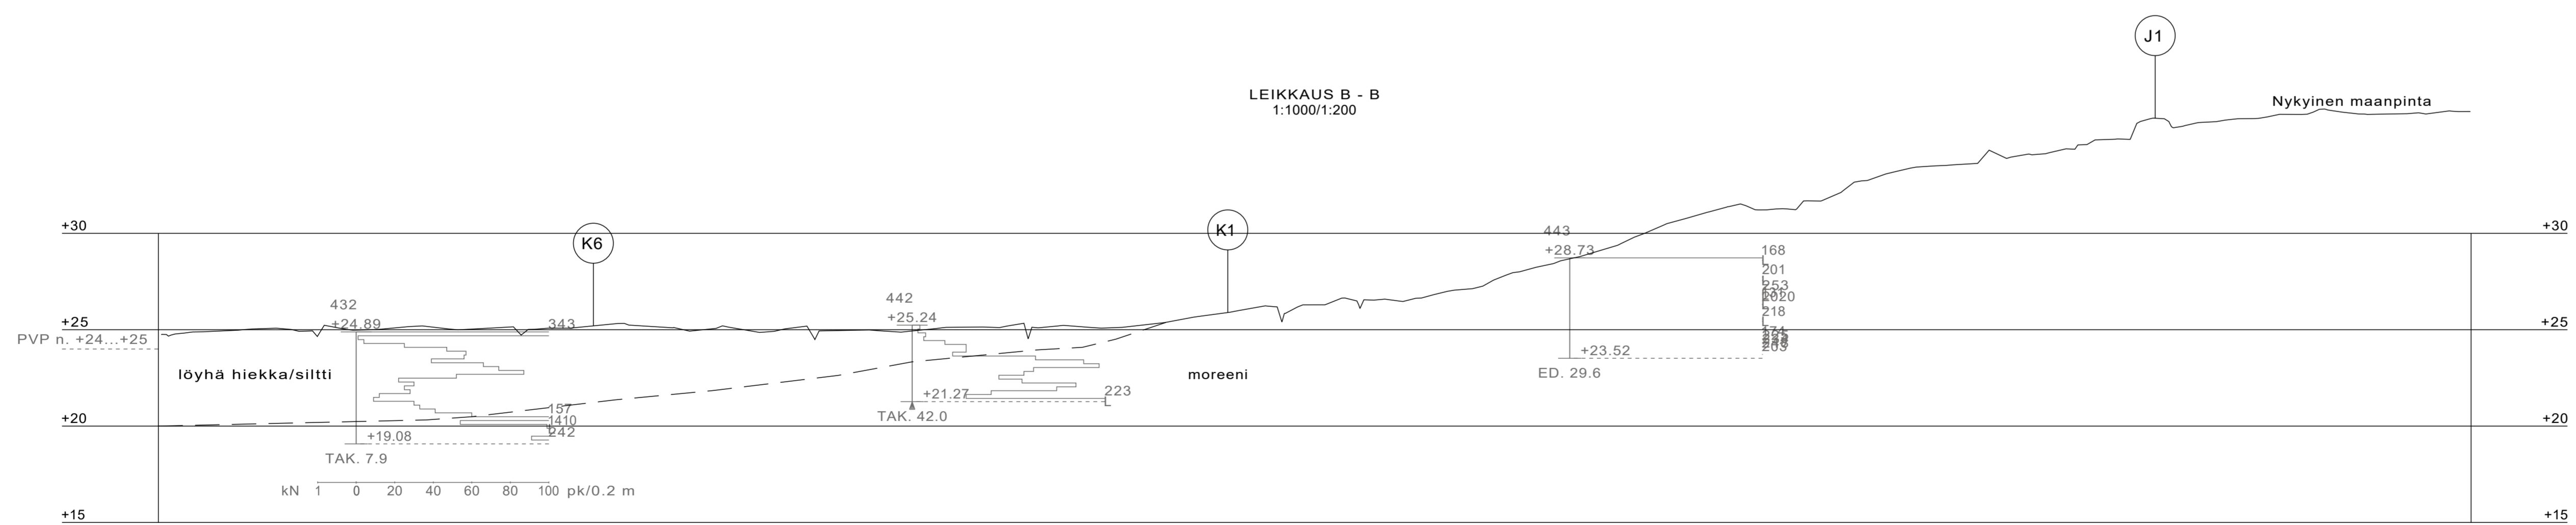 J1
LEIKKAUS B - B
1:1000/1:200
Nykyinen maanpinta
+30
K6
K1
443
+30
+28.73
168
201
253
2020
218
432
442
+24.89
343
+25.24
+25
+25
PVP n. +24...+25
203
+23.52
löyhä hiekka/siltti
moreeni
ED. 29.6
+21.27
223
TAK. 42.0
157
1410
+20
+20
242
+19.08
TAK. 7.9
kN 1 0 20 40 60 80 100 pk/0.2 m
+15
+15